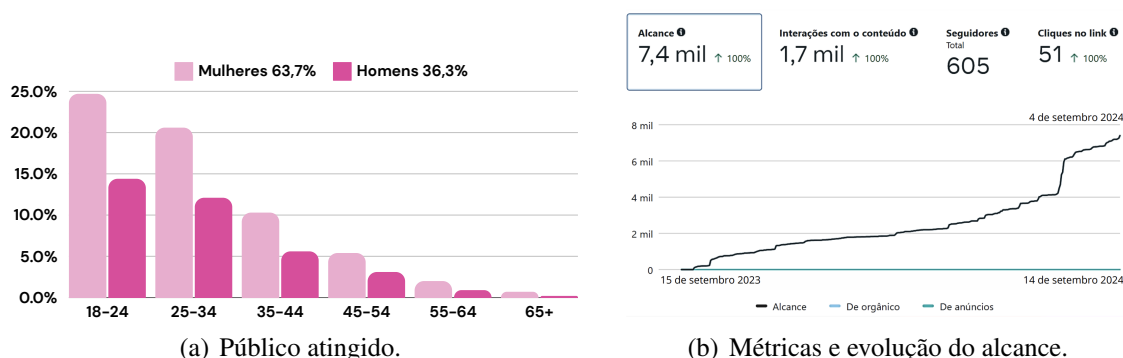 Mulheres 63,7% Homens 36,3%
25.0%
20.0%
15.0%
10.0%
5.0%
0.0%
18-24 25-34 35-44 45-54 55-64 65+
(a) Público atingido.
Alcance Interações com o conteúdo Seguidores Cliques no link
Total
7,4 mil ↑ 100% 1,7 mil ↑ 100% 605 51 ↑ 100%
4 de setembro 2024
8 mil
6 mil
4 mil
2 mil
0
15 de setembro 2023 14 de setembro 2024
Alcance De orgânico De anúncios
(b) Métricas e evolução do alcance.